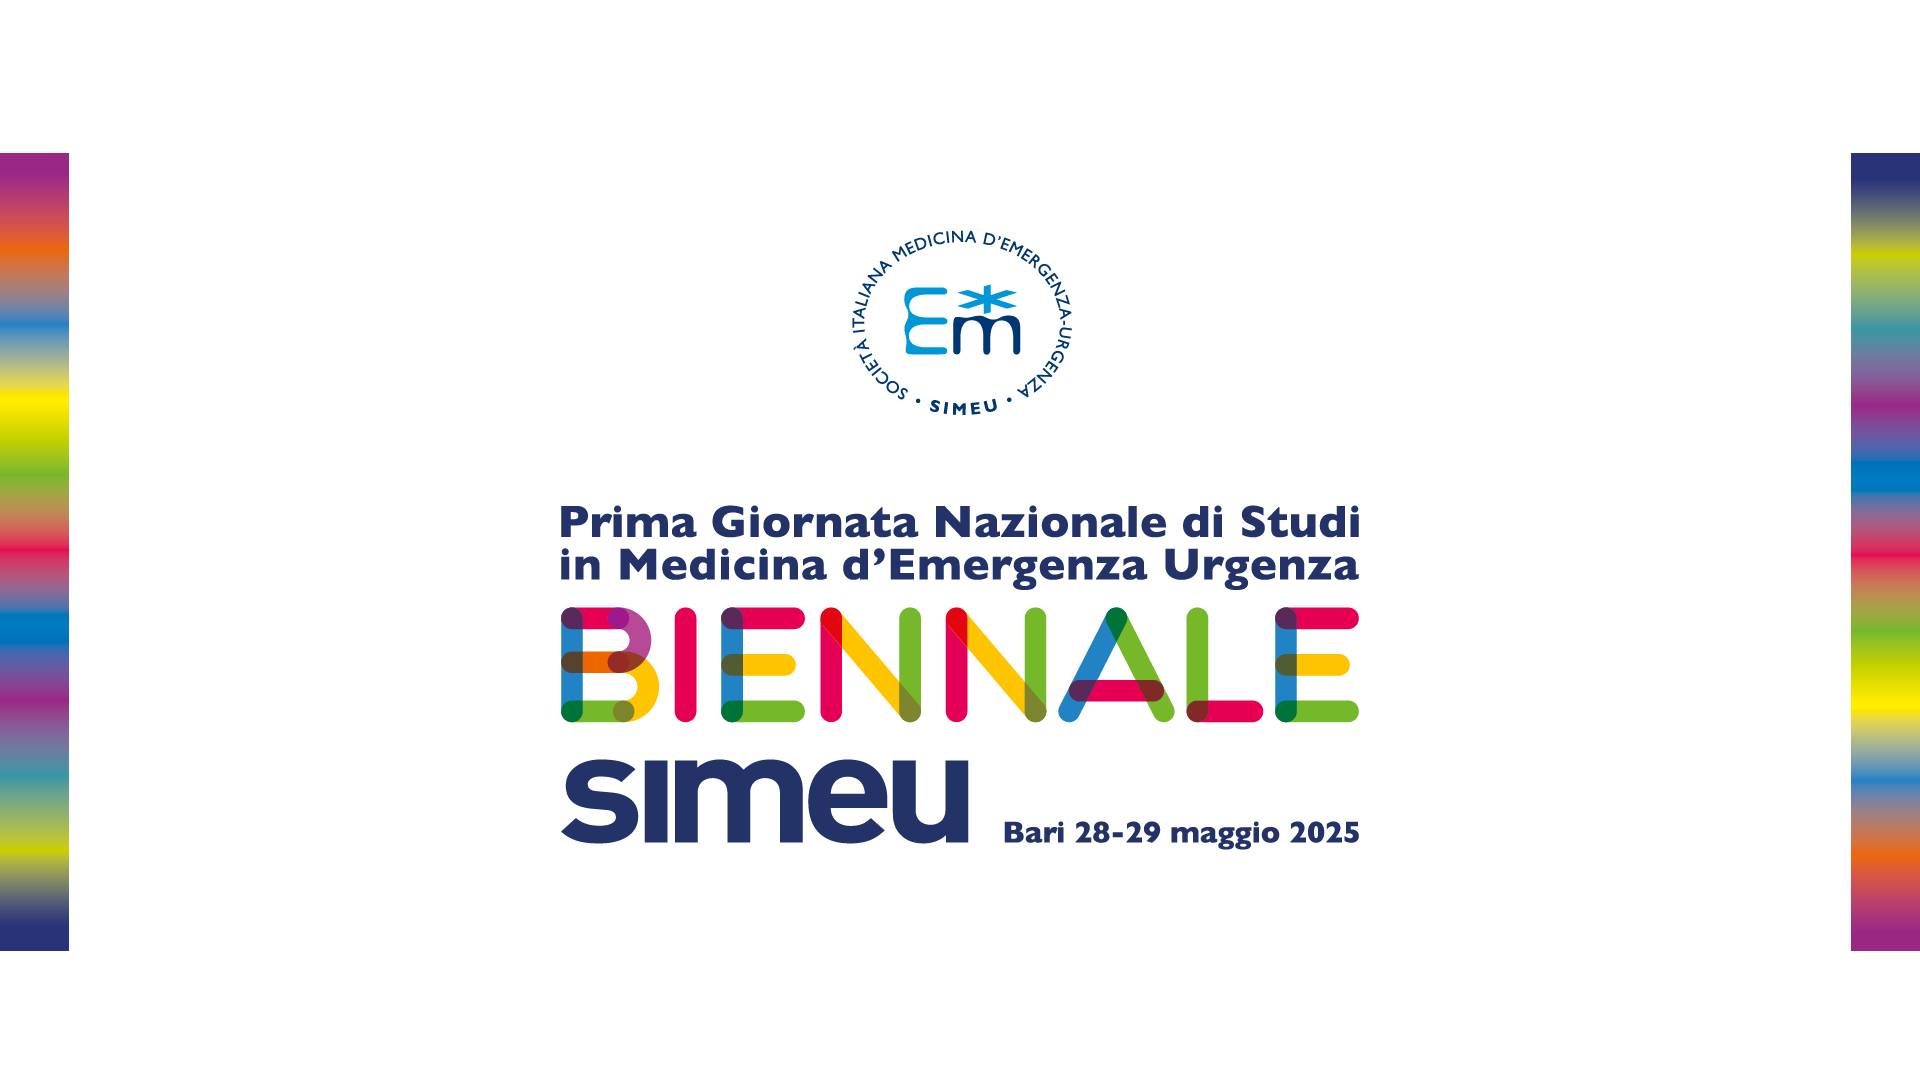 SOCIETÀ ITALIANA MEDICINA D'EMERGENZA-URGENZA
• SIMEU •
Em
Prima Giornata Nazionale di Studi
in Medicina d’Emergenza Urgenza
BIENNALE
simeu
Bari 28-29 maggio 2025